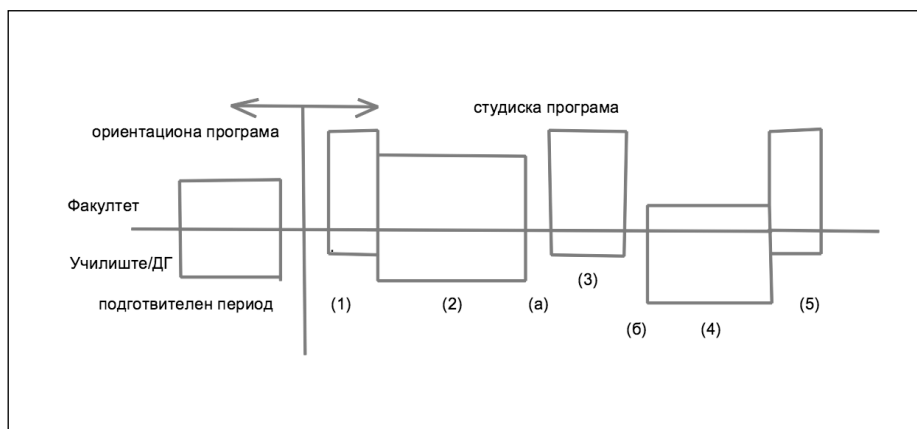 студиска програма
ориентациона програма
Факултет
Училиште/ДГ
подготвителен период
(1)
(2)
(а)
(3)
(б)
(4)
(5)